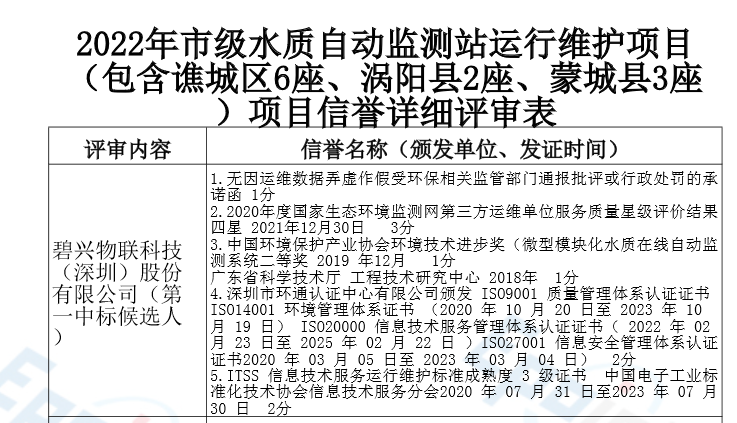 2022年市级水质自动监测站运行维护项目
（包含谯城区6座、涡阳县2座、蒙城县3座
）项目信誉详细评审表
评审内容
信誉名称（颁发单位、发证时间）
碧兴物联科技
（深圳）股份
有限公司（第
一中标候选人
）
1.无因运维数据弄虚作假受环保相关监管部门通报批评或行政处罚的承
诺函 1分
2.2020年度国家生态环境监测网第三方运维单位服务质量星级评价结果
四星 2021年12月30日 3分
3.中国环境保护产业协会环境技术进步奖（微型模块化水质在线自动监
测系统二等奖 2019 年12月 1分
广东省科学技术厅 工程技术研究中心 2018年 1分
4.深圳市环通认证中心有限公司颁发 ISO9001 质量管理体系认证证书
ISO14001 环境管理体系证书 （2020 年 10 月 20 日至 2023 年 10
月 19 日） ISO20000 信息技术服务管理体系认证证书（ 2022 年 02
月 23 日至 2025 年 02 月 22 日 ）ISO27001 信息安全管理体系认证
证书2020 年 03 月 05 日至 2023 年 03 月 04 日） 2分
5.ITSS 信息技术服务运行维护标准成熟度 3 级证书 中国电子工业标
准化技术协会信息技术服务分会2020 年 07 月 31 日至2023 年 07 月
30 日 2分